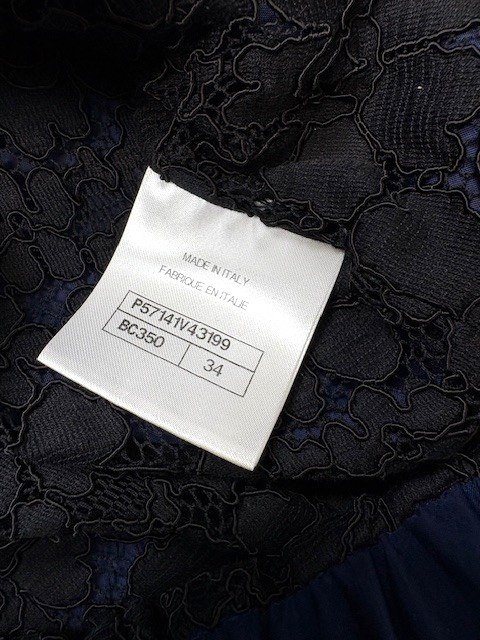 MADE IN ITALY
FABRIQUE EN ITALIE
P57141V43199
BC350 34